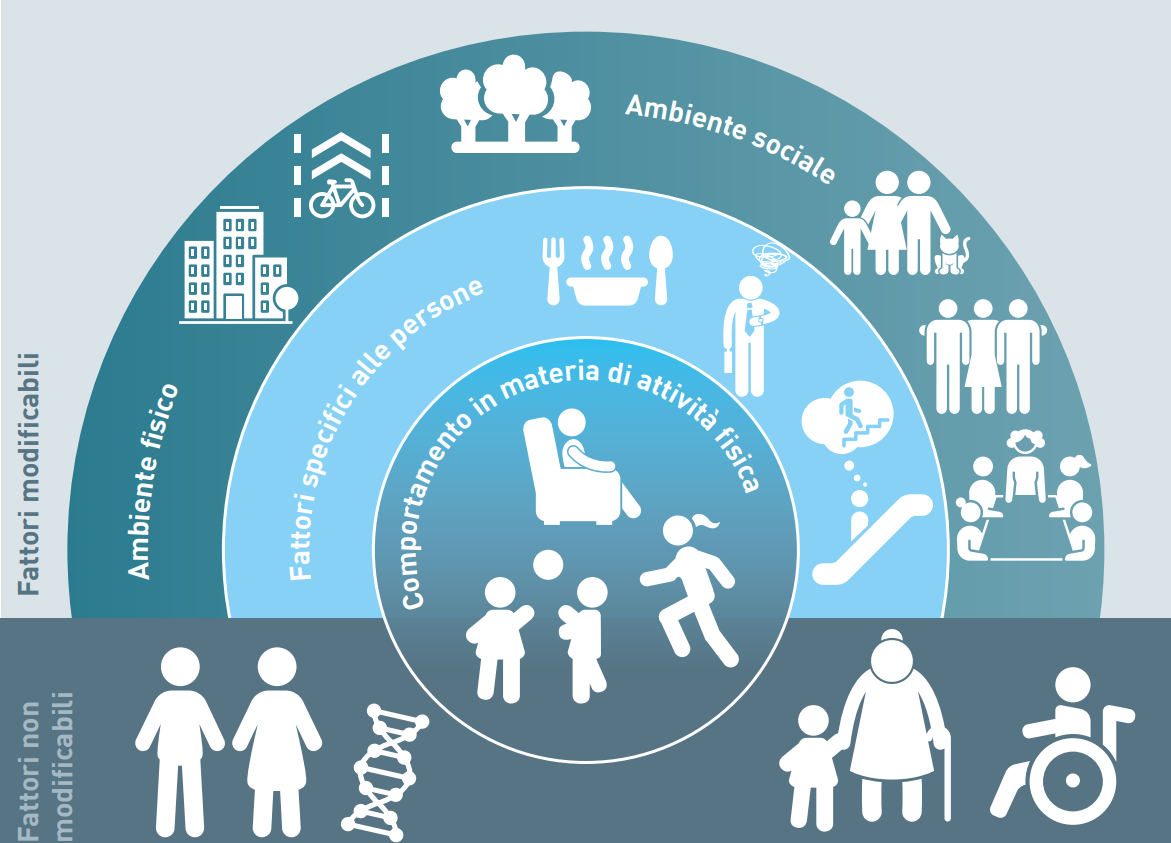 Ambiente sociale
Ambiente fisico
Fattori specifici alle persone
Comportamento in materia di attività fisica
Fattori modificabili
Fattori non
modificabili